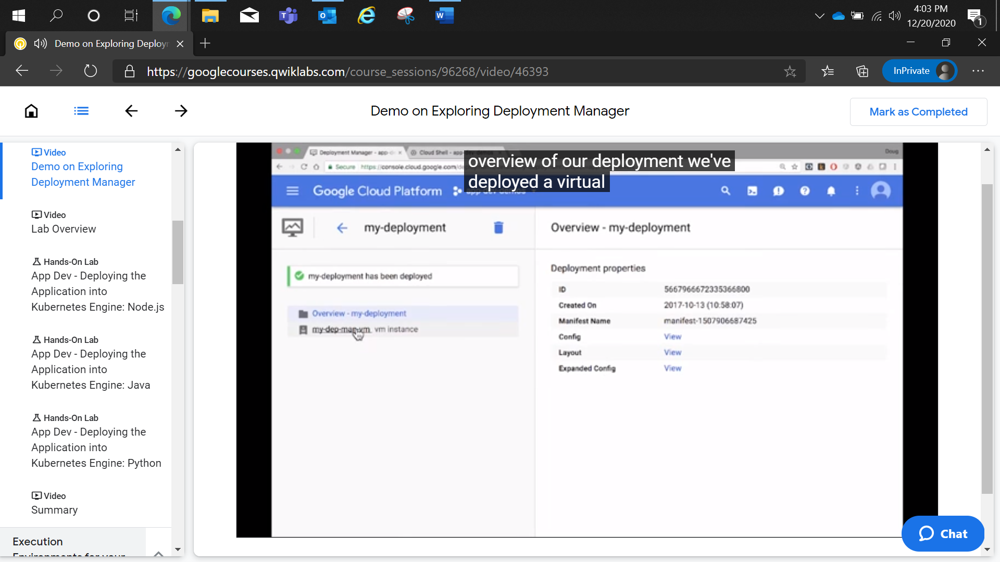 4:03 PM
12/20/2020
1
Demo on Exploring Deploy
https://googlecourses.qwiklabs.com/course_sessions/96268/video/46393
InPrivate
Demo on Exploring Deployment Manager
Mark as Completed
Video
Demo on Exploring
Deployment Manager
Video
Lab Overview
Hands-On Lab
App Dev - Deploying the
Application into
Kubernetes Engine: Node.js
Hands-On Lab
App Dev - Deploying the
Application into
Kubernetes Engine: Java
Hands-On Lab
App Dev - Deploying the
Application into
Kubernetes Engine: Python
Video
Summary
Execution
Deployment Manager - app-
Cloud Shell - app-
Doug
Secure
https://console.cloud.google.com/
overview of our deployment we've
deployed a virtual
Google Cloud Platform
my-deployment
Overview - my-deployment
my-deployment has been deployed
Overview - my-deployment
my-dep-man-vm vm instance
Deployment properties
ID 5667966672335366800
Created On 2017-10-13 (10:58:07)
Manifest Name manifest-1507906687425
Config View
Layout View
Expanded Config View
Chat